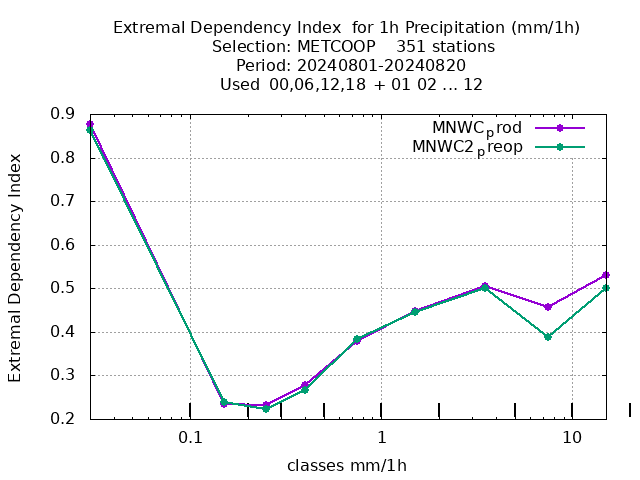 Extremal Dependency Index  for 1h Precipitation (mm/1h)
Selection: METCOOP    351 stations
Period: 20240801-20240820
Used  00,06,12,18  + 01 02 ... 12
MNWCprod
MNWC2preop
Extremal Dependency Index
0.9
0.8
0.7
0.6
0.5
0.4
0.3
0.2
0.1
1
10
classes mm/1h